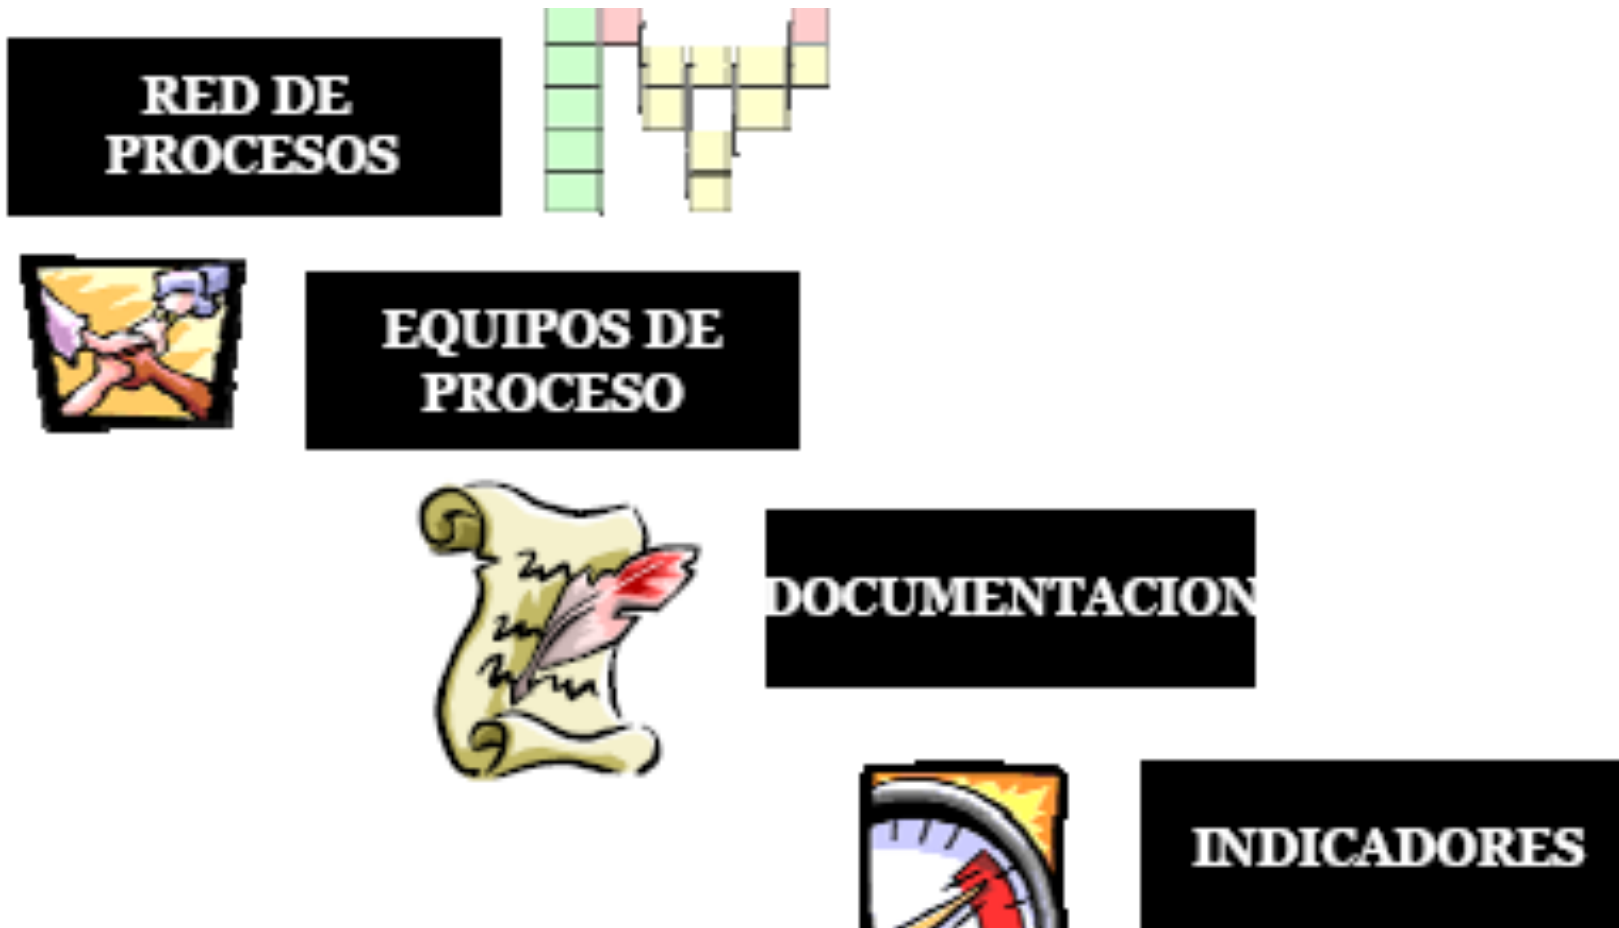 RED DE
PROCESOS
EQUIPOS DE
PROCESO
DOCUMENTACION
INDICADORES